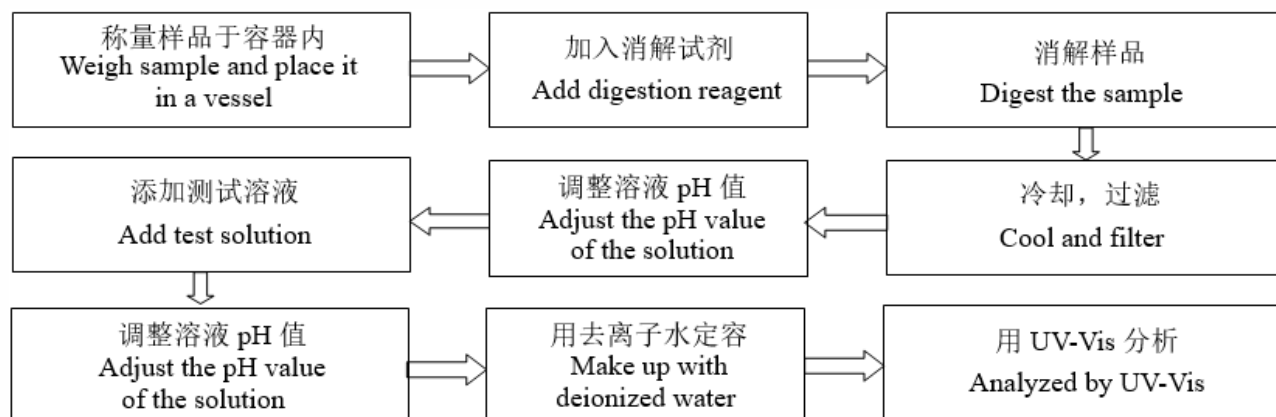 称量样品于容器内
Weigh sample and place it
in a vessel
加入消解试剂
Add digestion reagent
消解样品
Digest the sample
冷却，过滤
Cool and filter
调整溶液 pH 值
Adjust the pH value
of the solution
添加测试溶液
Add test solution
调整溶液 pH 值
Adjust the pH value
of the solution
用去离子水定容
Make up with
deionized water
用 UV-Vis 分析
Analyzed by UV-Vis